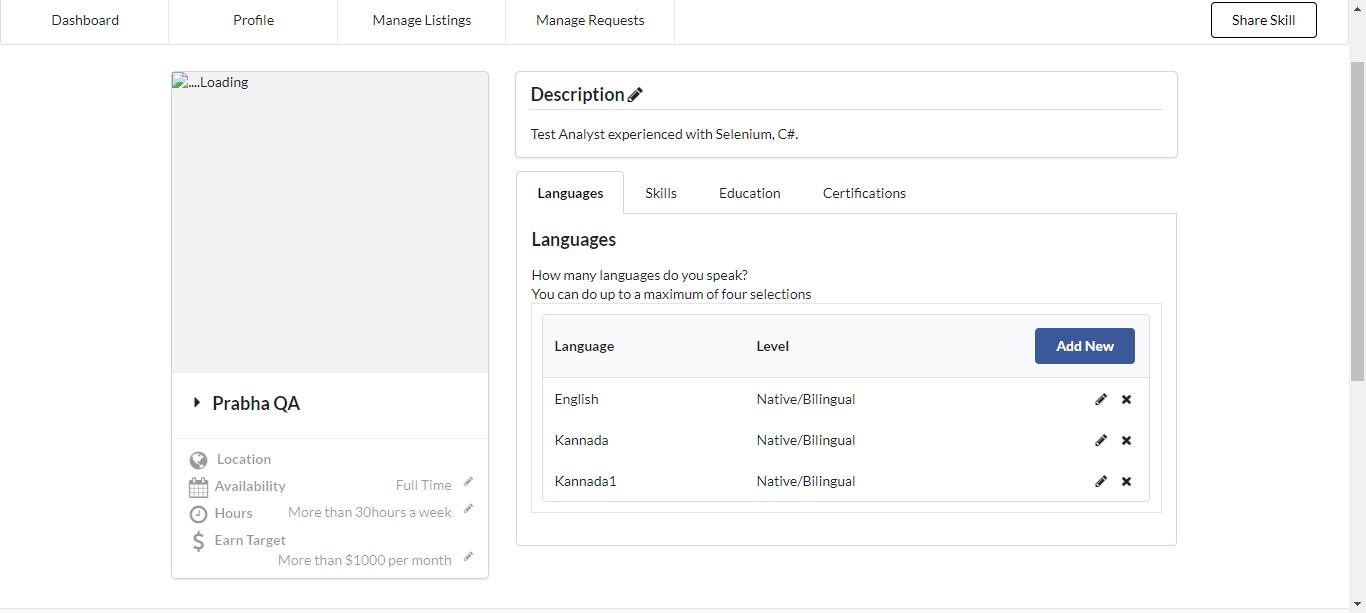 Dashboard
Profile
Manage Listings
Manage Requests
Share Skill
....Loading
Prabha QA
Location
Availability
Full Time
Hours
More than 30hours a week
Earn Target
More than $1000 per month
Description
Test Analyst experienced with Selenium, C#.
Languages
Skills
Education
Certifications
Languages
How many languages do you speak?
You can do up to a maximum of four selections
Language Level Add New
English Native/Bilingual
Kannada Native/Bilingual
Kannada1 Native/Bilingual